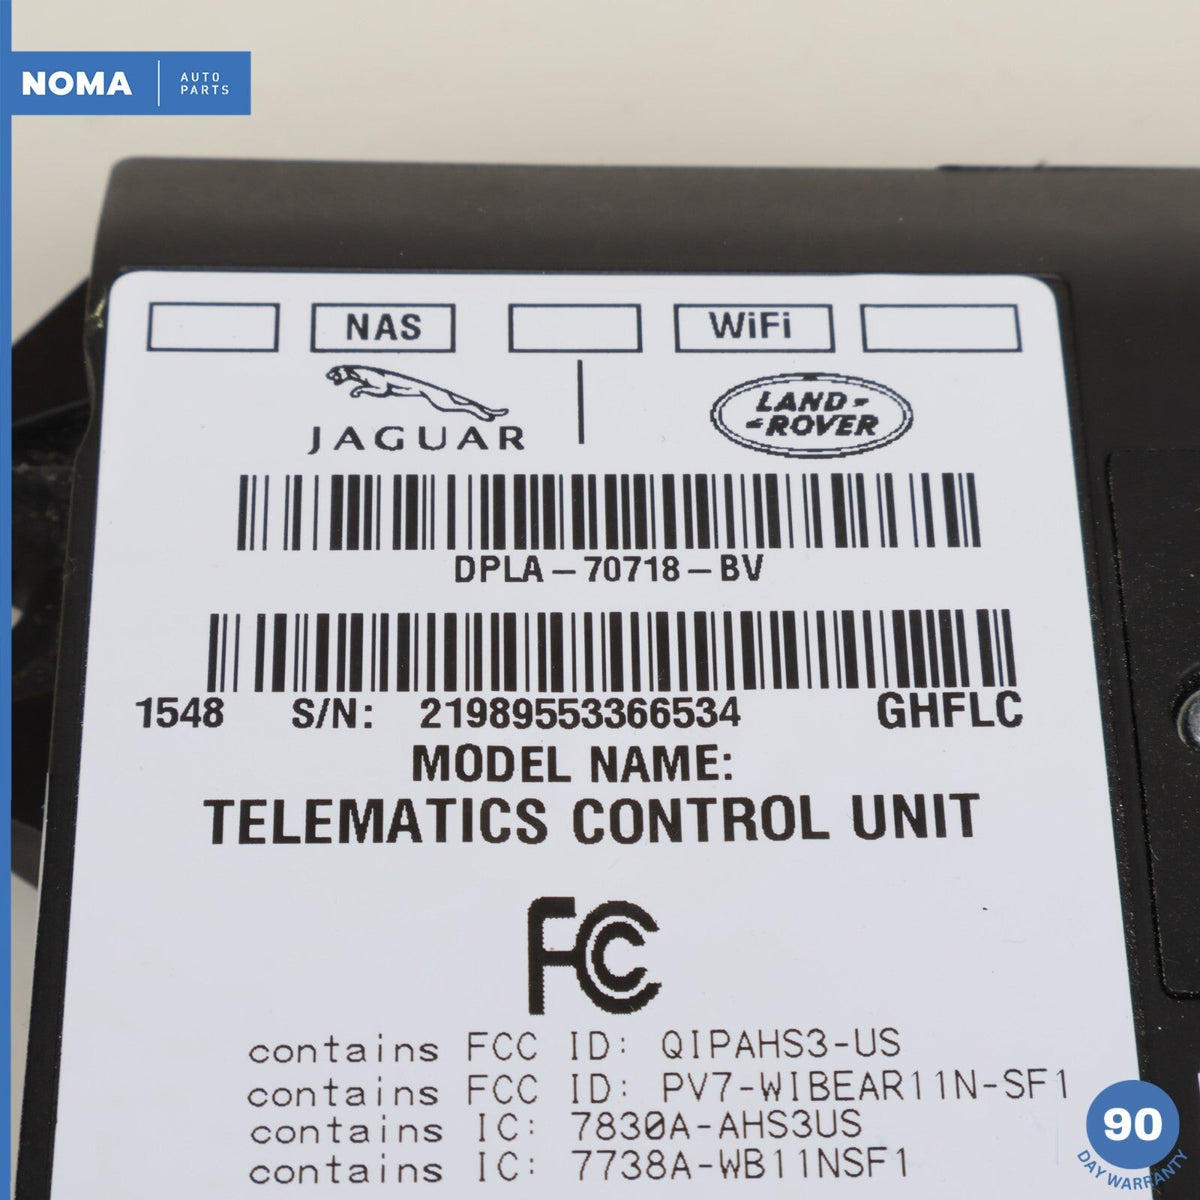 NOMA AUTO PARTS
NAS WiFi
JAGUAR LAND-ROVER
DPLA-70718-BV
1548 S/N: 21989553366534 GHFLC
MODEL NAME:
TELEMATICS CONTROL UNIT
FC
contains FCC ID: QIPAHS3-US
contains FCC ID: PV7-WIBEAR11N-SF1
contains IC: 7830A-AHS3US
contains IC: 7738A-WB11NSF1
90
DAY WARRANTY